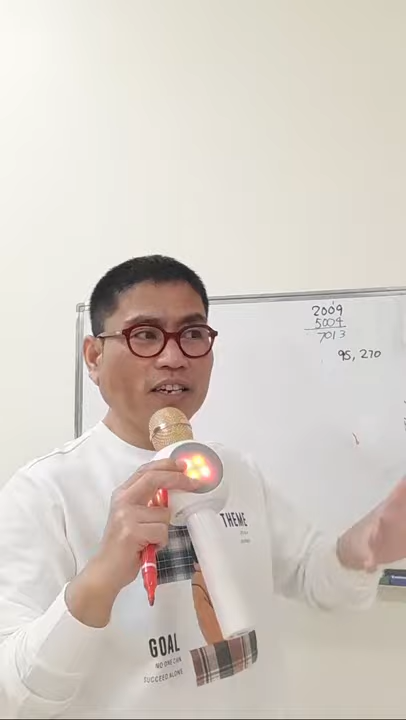 2009
5004
7013
95,270
THEME
GOAL
NO ONE CAN
SUCCEED ALONE